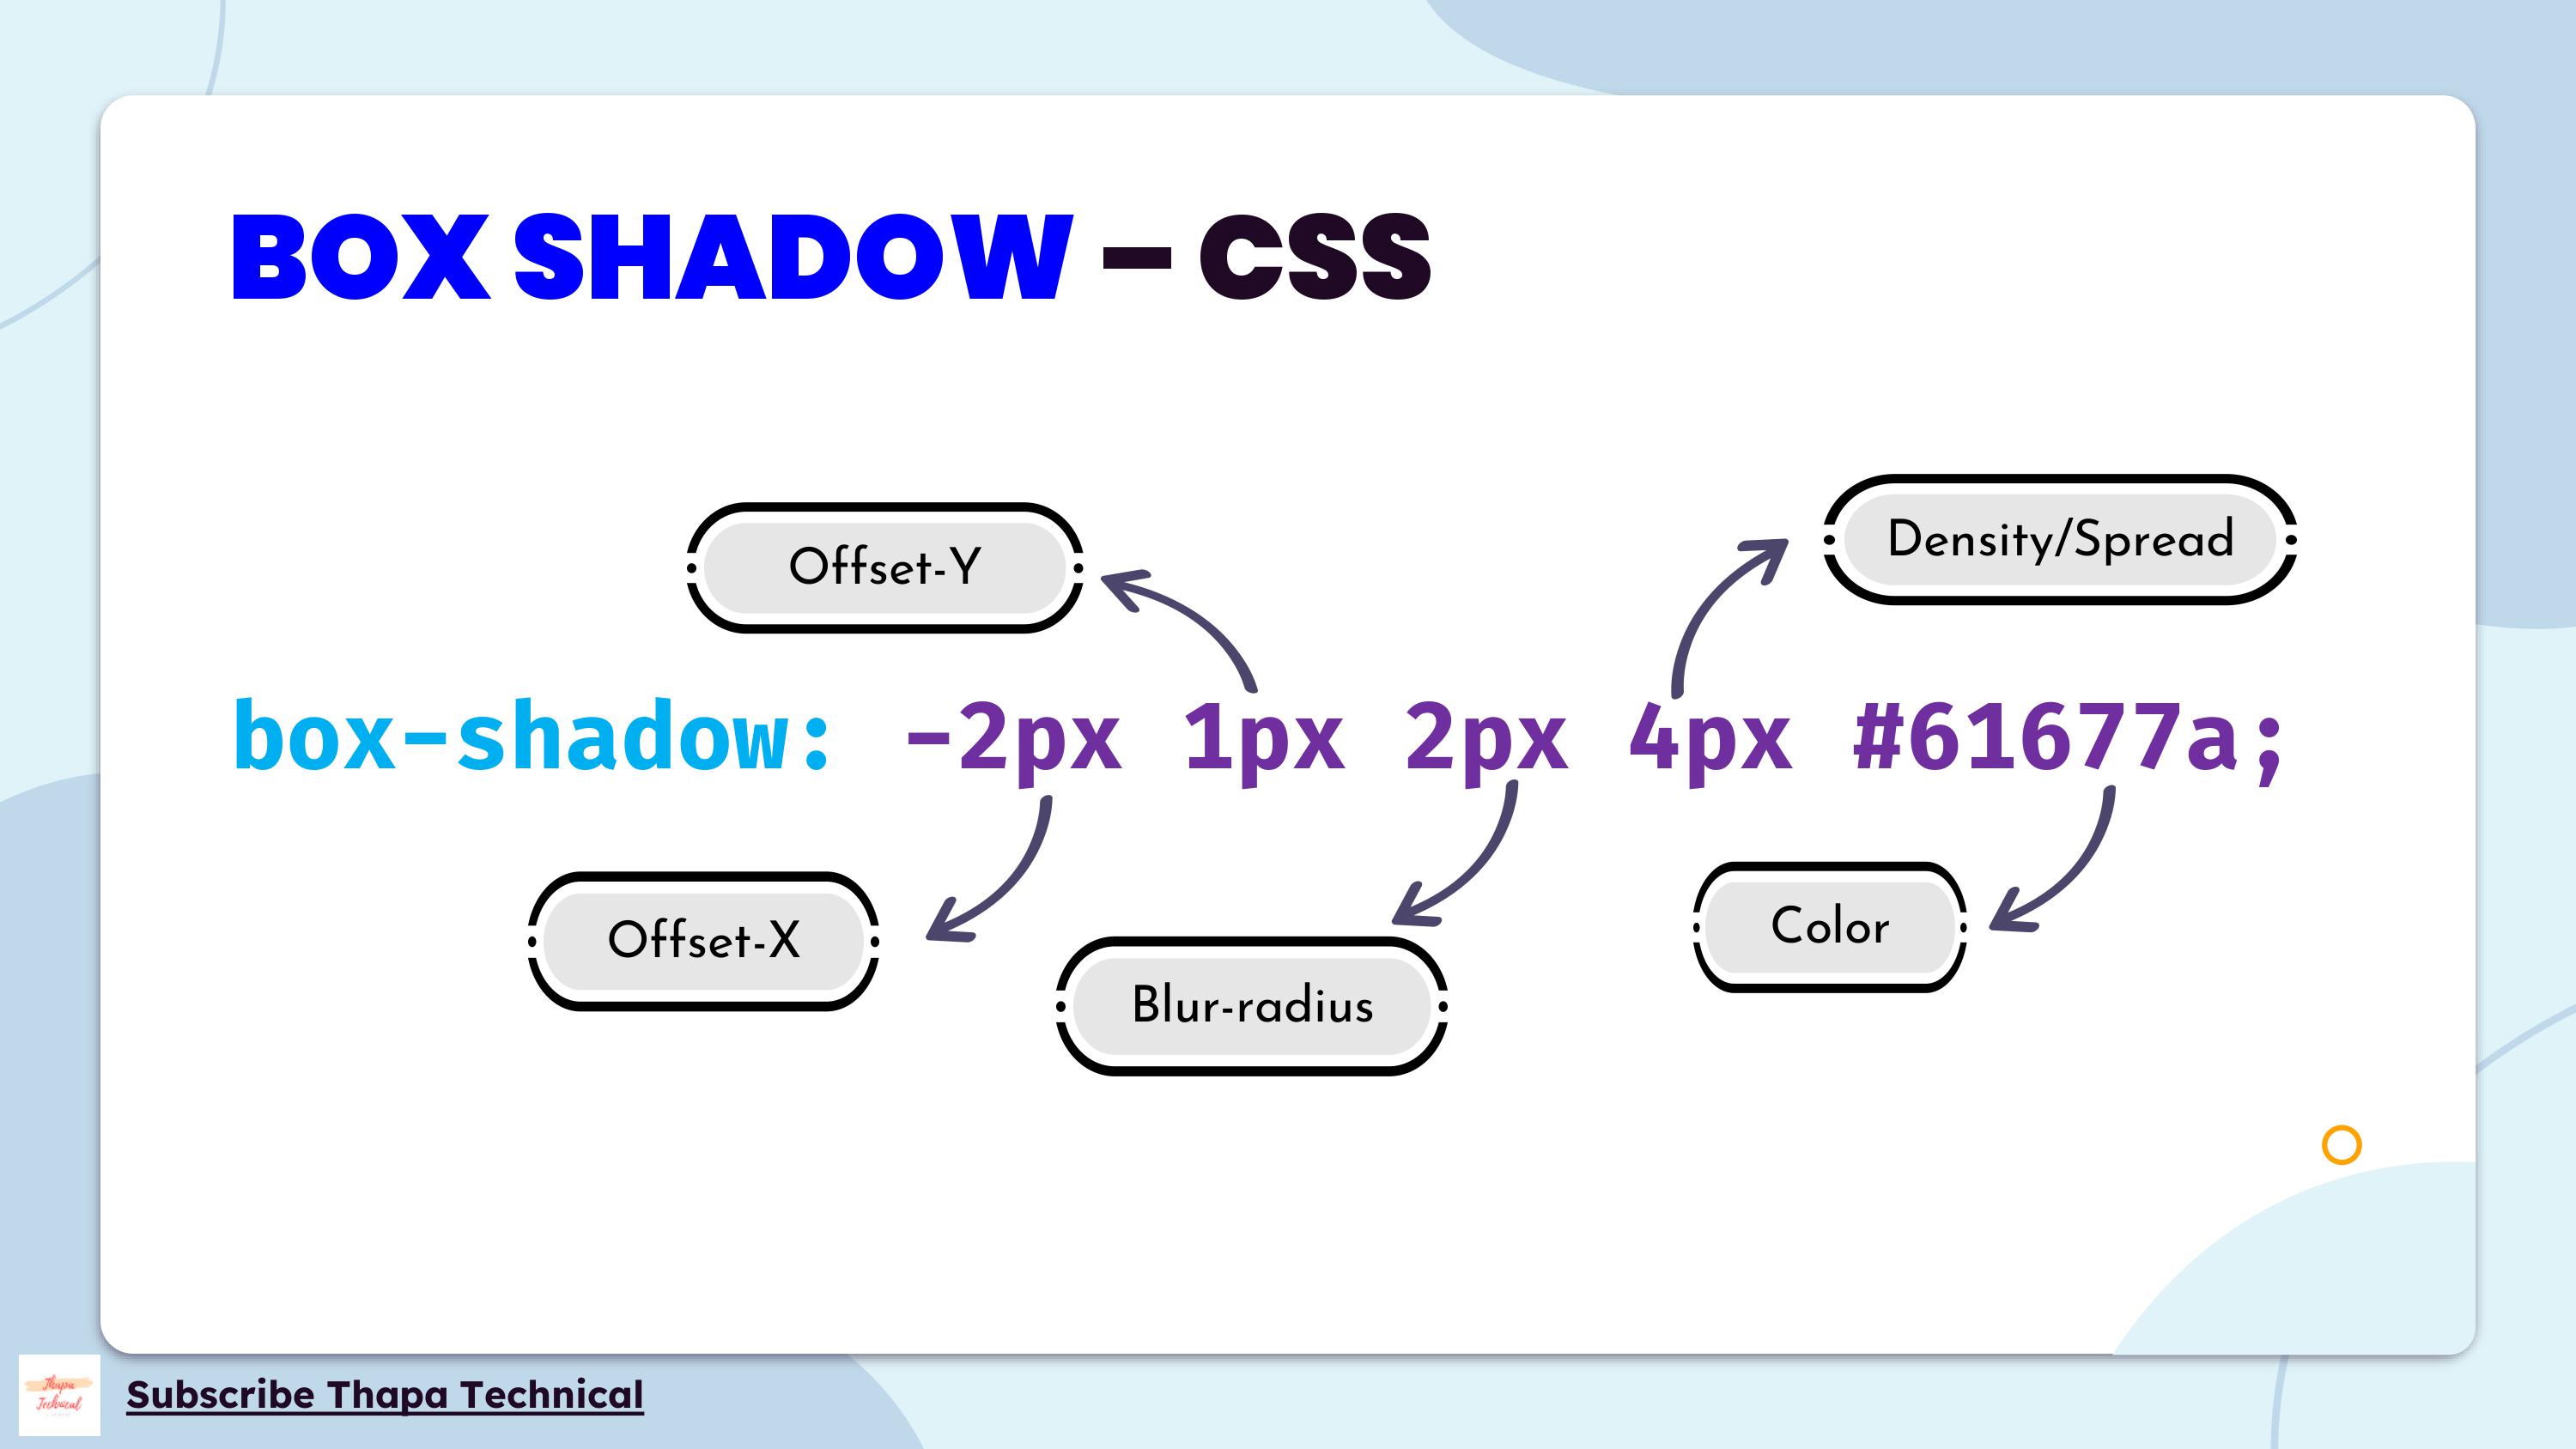 BOX SHADOW – CSS
Offset-Y
Density/Spread
box-shadow: -2px 1px 2px 4px #61677a;
Offset-X
Blur-radius
Color
Thapa
Technical
Subscribe Thapa Technical